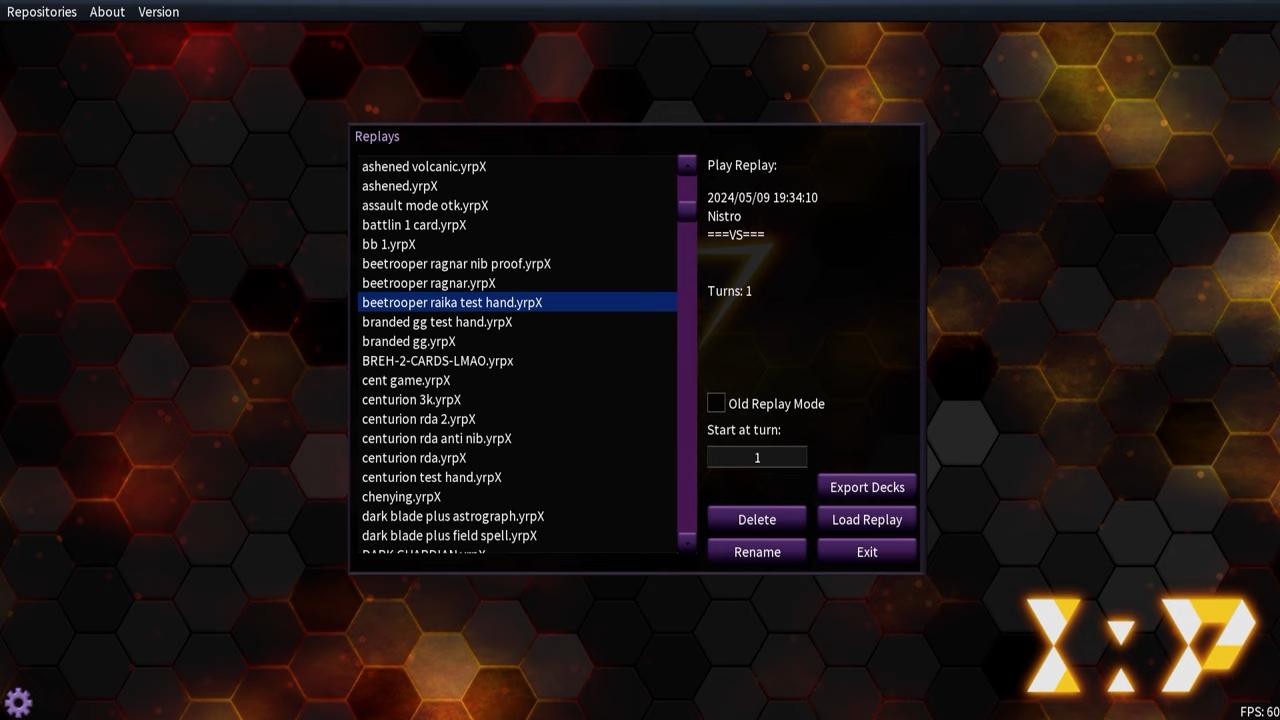 Repositories About Version
Replays
ashened volcanic.yrpX
ashened.yrpX
assault mode otk.yrpX
battlin 1 card.yrpX
bb 1.yrpX
beetrooper ragnar nib proof.yrpX
beetrooper ragnar.yrpX
beetrooper raika test hand.yrpX
branded gg test hand.yrpX
branded gg.yrpX
BREH-2-CARDS-LMAO.yrpx
cent game.yrpX
centurion 3k.yrpX
centurion rda 2.yrpX
centurion rda anti nib.yrpX
centurion rda.yrpX
centurion test hand.yrpX
chenying.yrpX
dark blade plus astrograph.yrpX
dark blade plus field spell.yrpX
DARK GUARDIAN.yrpX
Play Replay:
2024/05/09 19:34:10
Nistro
===VS===
Turns: 1
Old Replay Mode
Start at turn:
1
Export Decks
Delete
Load Replay
Rename
Exit
X:P
FPS: 60